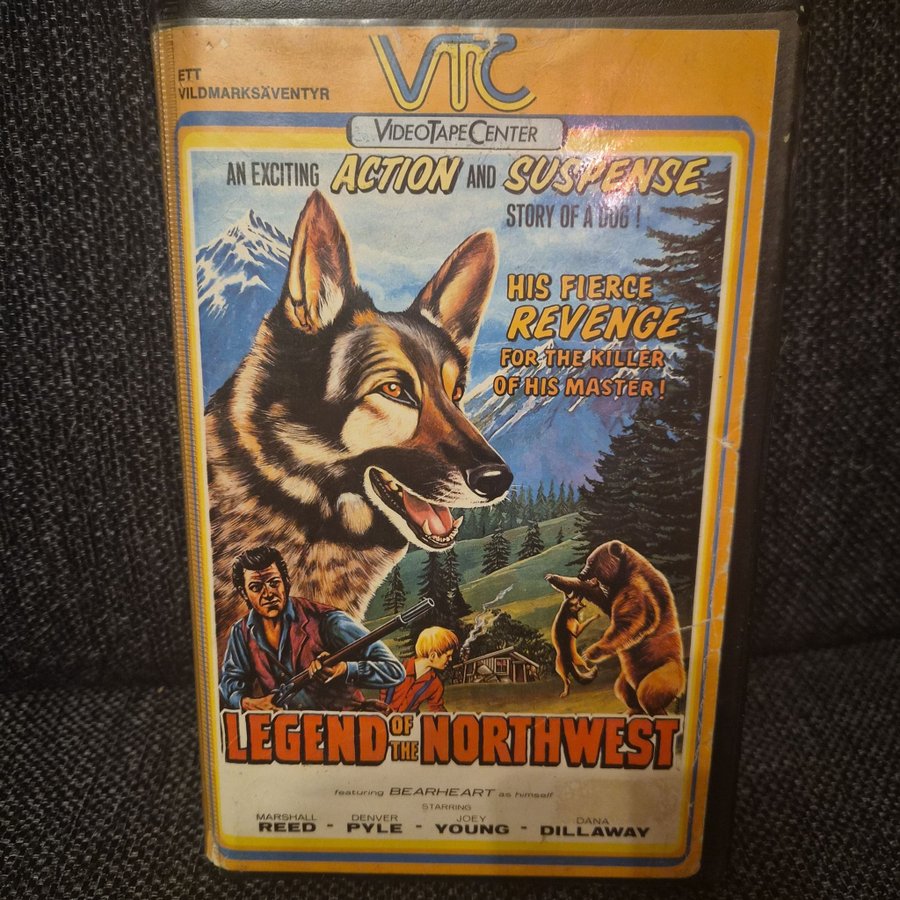 ETT
VILDMARKSÄVENTYR
VTC
VIDEOTAPECENTER
AN EXCITING ACTION AND SUSPENSE
STORY OF A DOG!
HIS FIERCE
REVENGE
FOR THE KILLER
OF HIS MASTER!
LEGEND OF THE NORTHWEST
featuring BEARHEART as himself
STARRING
MARSHALL REED - DENVER PYLE - JOEY YOUNG - DANA DILLAWAY